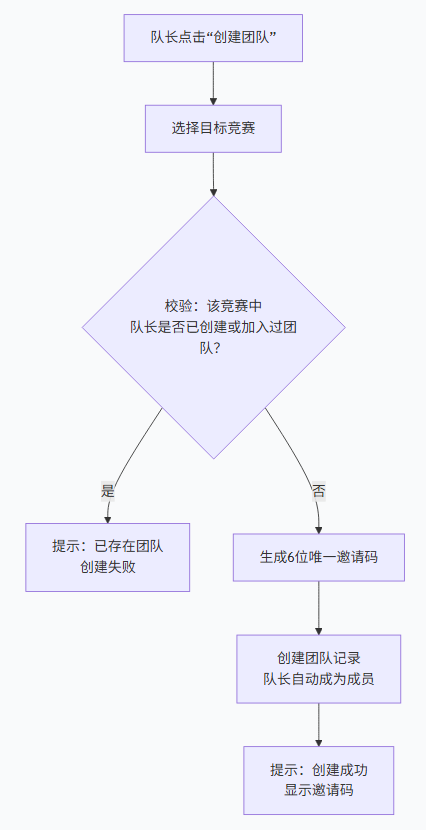 队长点击“创建团队”
选择目标竞赛
校验：该竞赛中
队长是否已创建或加入过团
队？
是
否
提示：已存在团队
创建失败
生成6位唯一邀请码
创建团队记录
队长自动成为成员
提示：创建成功
显示邀请码